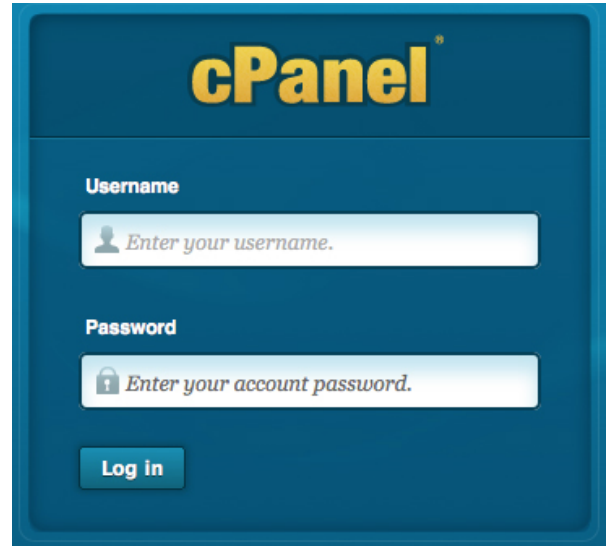 cPanel®
Username
Enter your username.
Password
Enter your account password.
Log in